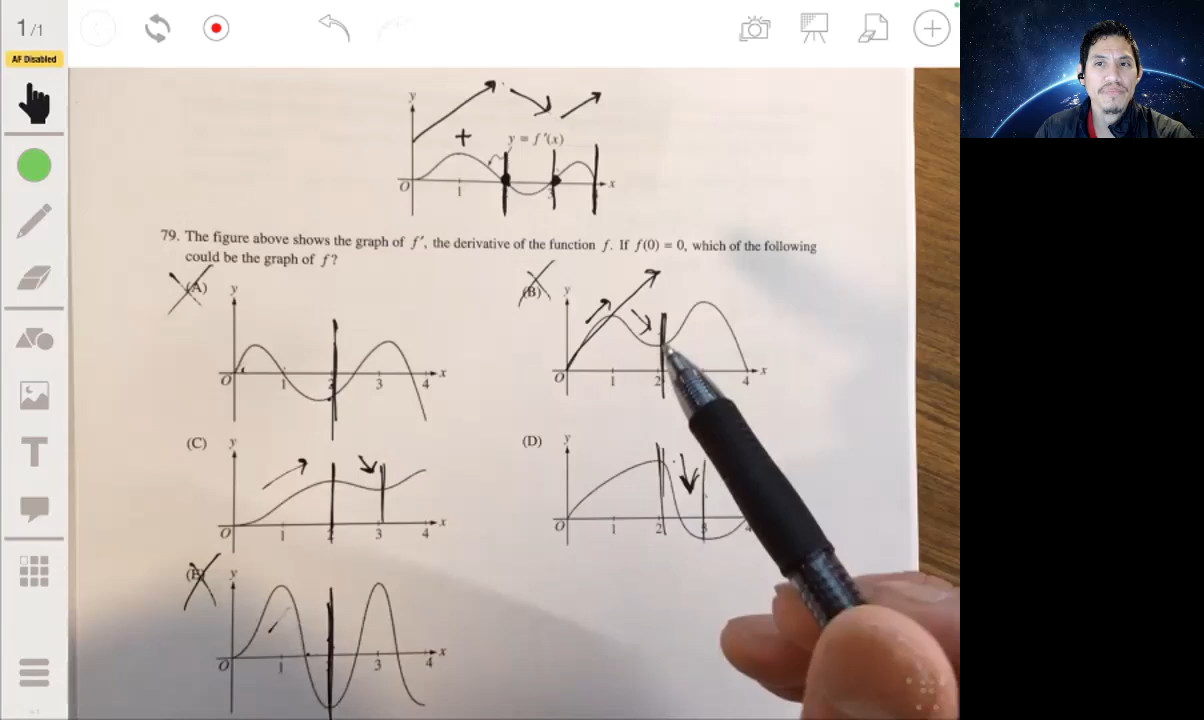 1/1
AF Disabled
y
+
y = f'(x)
O
1
3
x
79. The figure above shows the graph of f', the derivative of the function f. If f(0) = 0, which of the following
could be the graph of f?
(A)
y
O
1
2
3
4
x
(B)
y
O
1
2
4
x
(C)
y
O
1
2
3
4
x
(D)
y
O
1
2
3
4
(E)
y
O
1
3
4
x
T